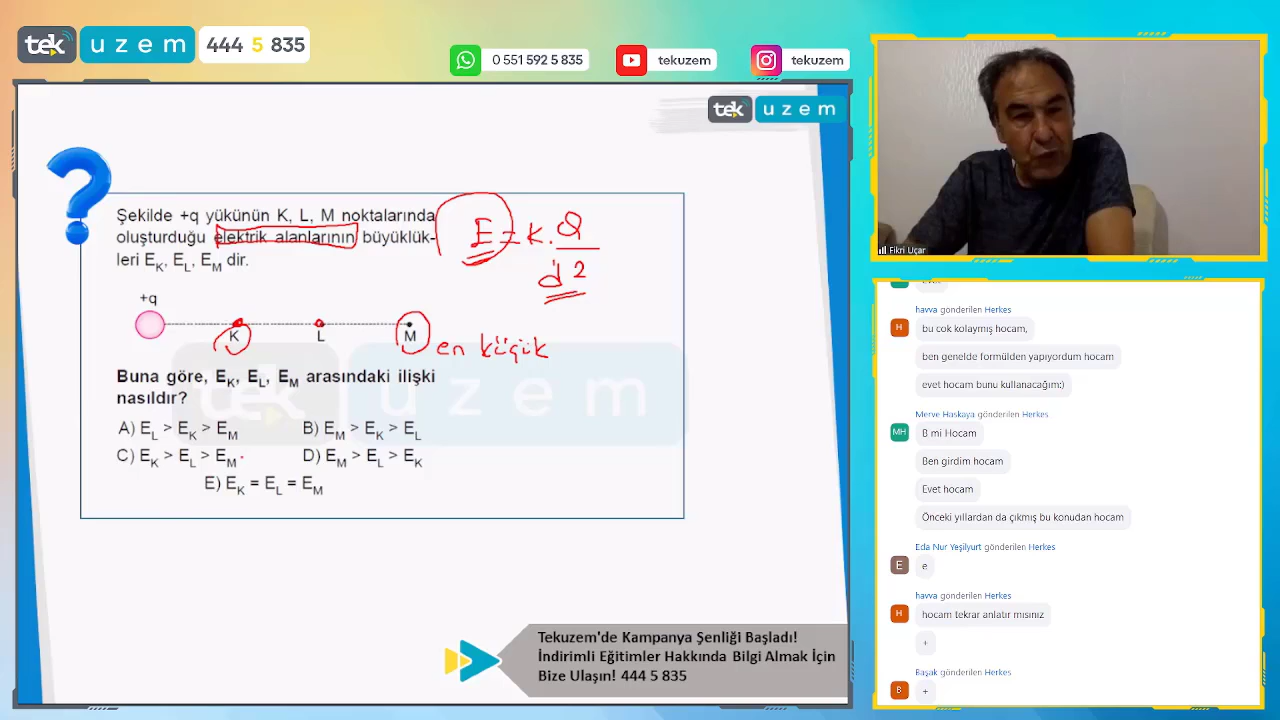 tek uzem 444 5 835
0 551 592 5 835
tekuzem
tekuzem
tek uzem
Şekilde +q yükünün K, L, M noktalarında
oluşturduğu elektrik alanlarının büyüklük-
leri EK, EL, EM dir.
E = k. Q
d 2
+q
K L M
en küçük
Buna göre, EK, EL, EM arasındaki ilişki
nasıldır?
A) EL > EK > EM B) EM > EK > EL
C) EK > EL > EM D) EM > EL > EK
E) EK = EL = EM
tek uzem
Tekuzem'de Kampanya Şenliği Başladı!
İndirimli Eğitimler Hakkında Bilgi Almak İçin
Bize Ulaşın! 444 5 835
Fikri Uçar
havva gönderilen Herkes
H
bu cok kolaymış hocam,
ben genelde formülden yapıyordum hocam
evet hocam bunu kullanacağım:)
Merve Haskaya gönderilen Herkes
MH
B mi Hocam
Ben girdim hocam
Evet hocam
Önceki yıllardan da çıkmış bu konudan hocam
Eda Nur Yeşilyurt gönderilen Herkes
E
e
havva gönderilen Herkes
H
hocam tekrar anlatır mısınız
+
Başak gönderilen Herkes
B
+